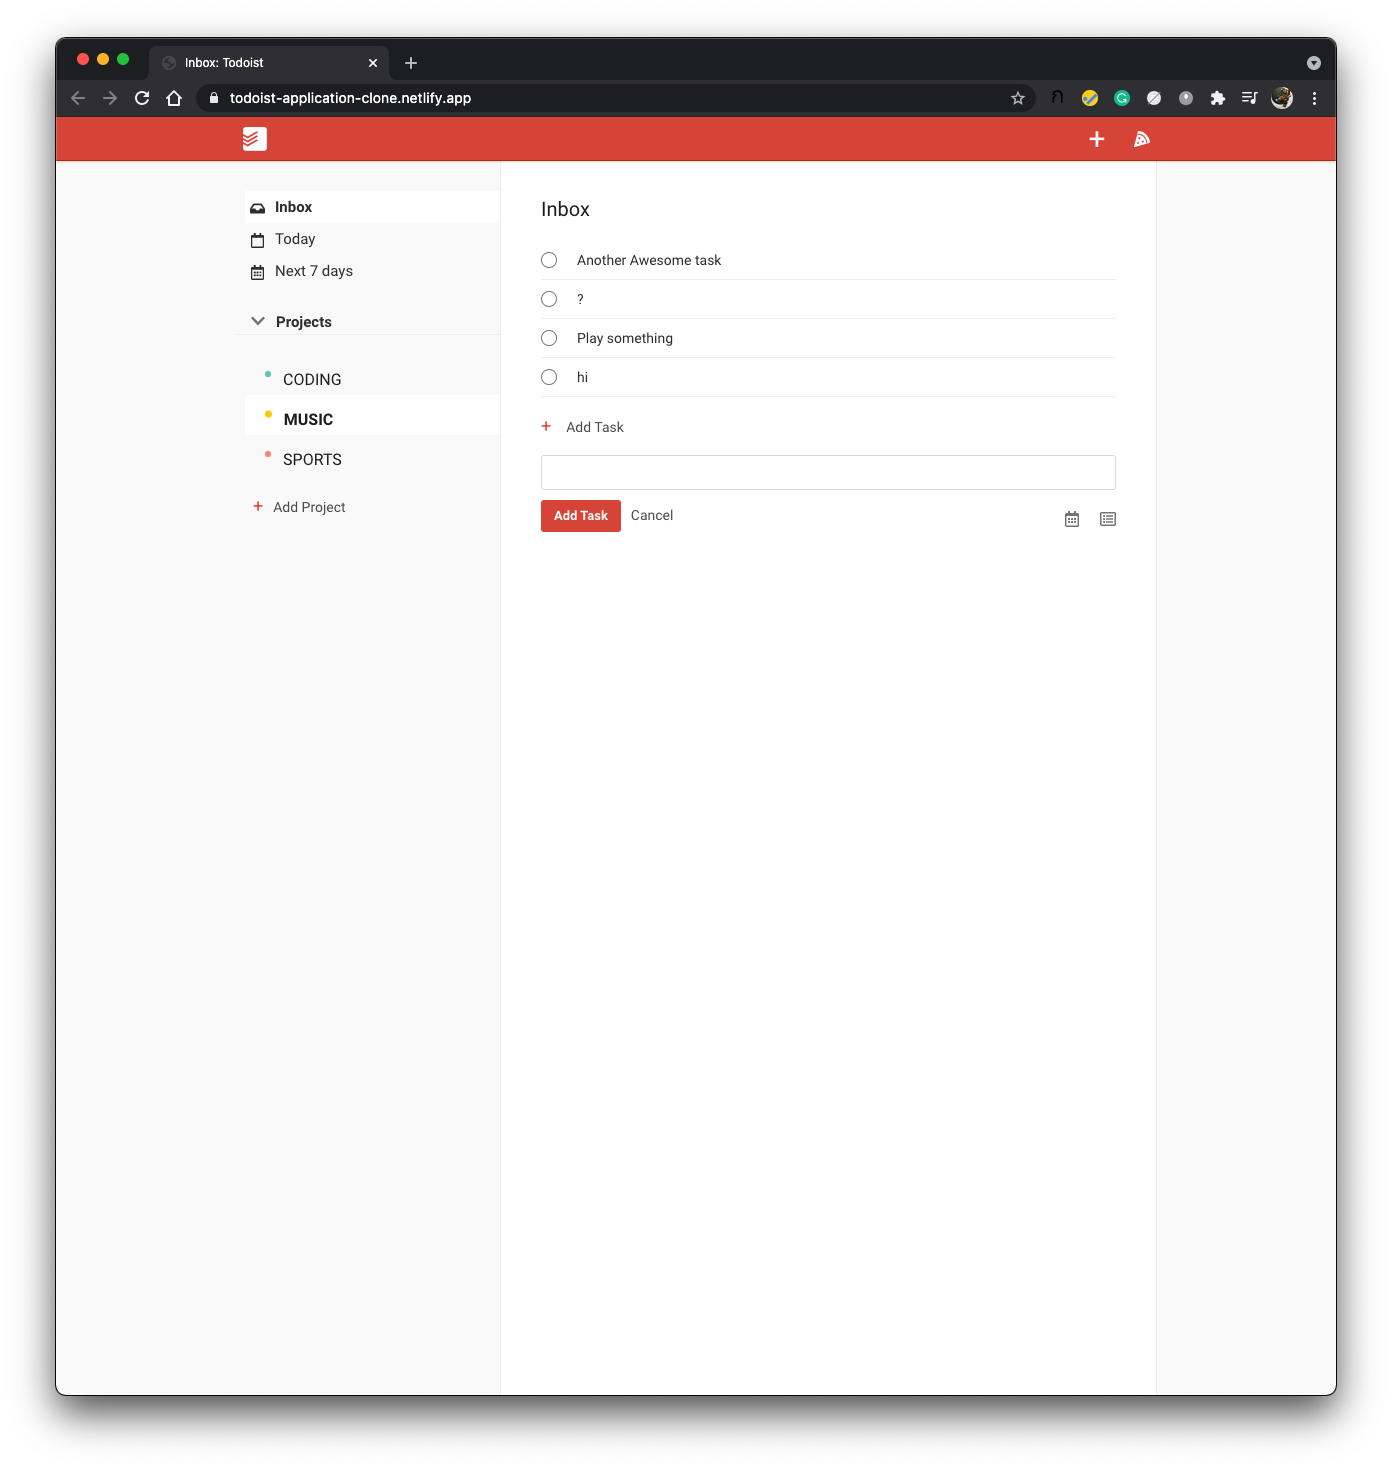 Inbox: Todoist
todoist-application-clone.netlify.app
Inbox
Today
Next 7 days
Projects
CODING
MUSIC
SPORTS
+ Add Project
Inbox
Another Awesome task
?
Play something
hi
+ Add Task
Add Task Cancel